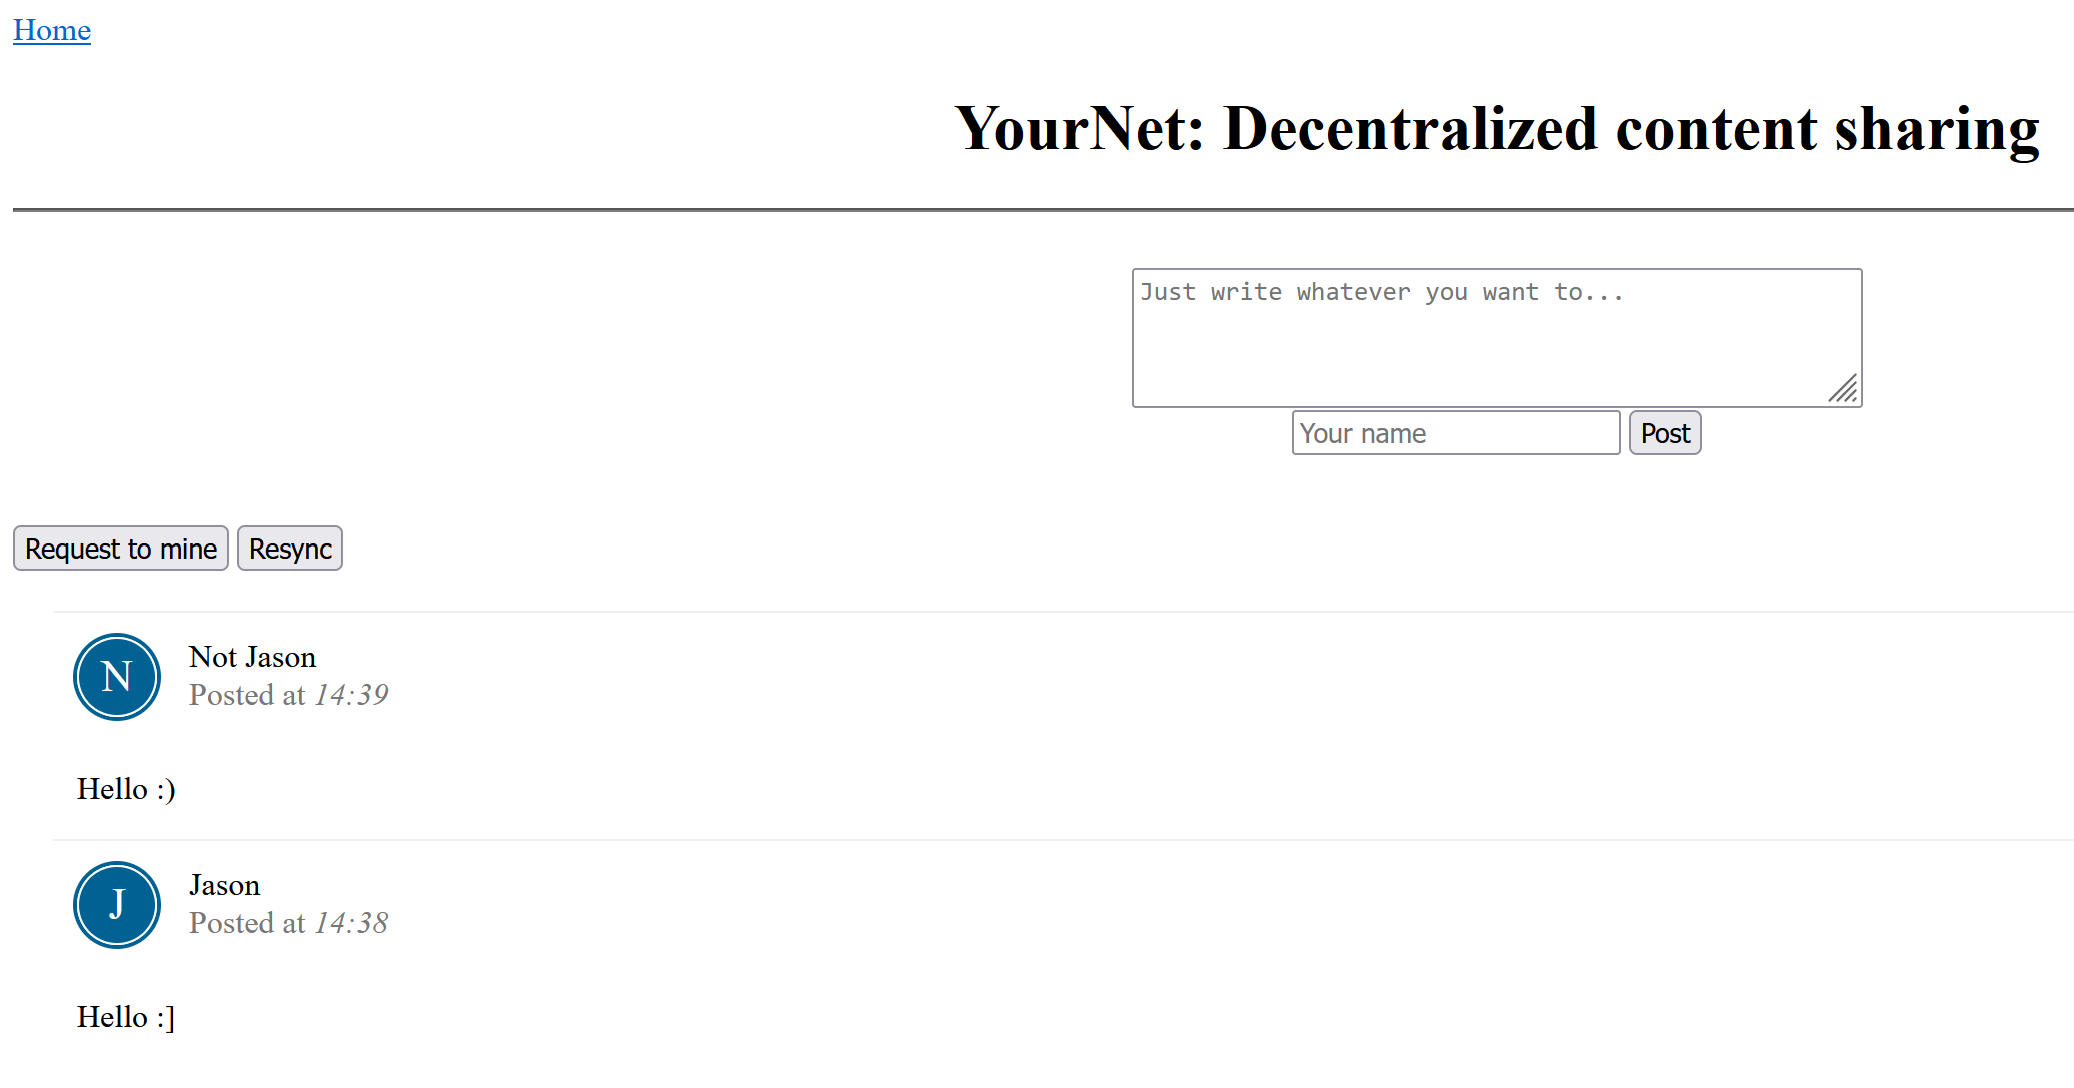 Home
YourNet: Decentralized content sharing
Just write whatever you want to...
Your name Post
Request to mine Resync
N
Not Jason
Posted at 14:39
Hello :)
J
Jason
Posted at 14:38
Hello :]